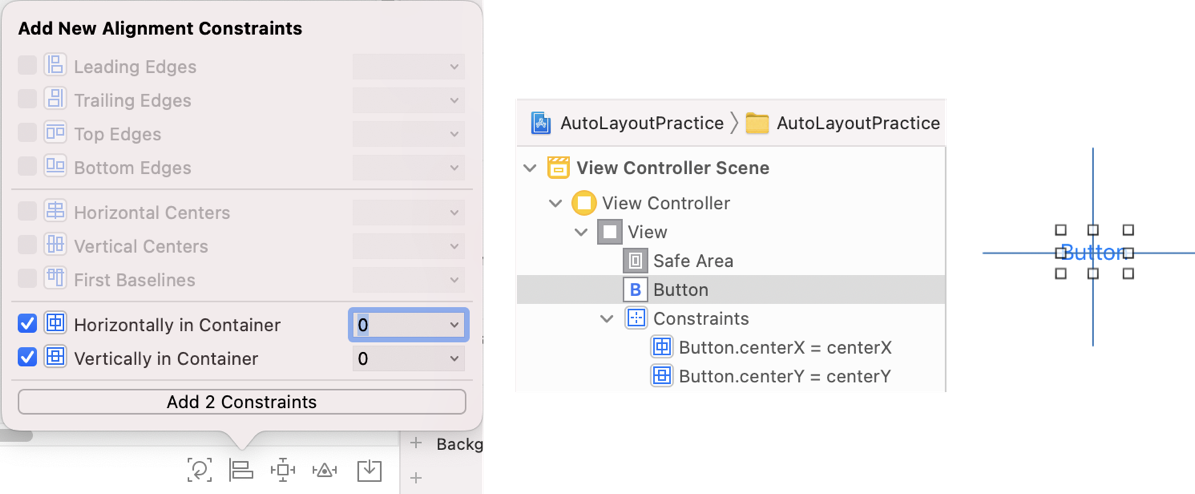 Add New Alignment Constraints
Leading Edges
Trailing Edges
Top Edges
Bottom Edges
Horizontal Centers
Vertical Centers
First Baselines
Horizontally in Container 0
Vertically in Container 0
Add 2 Constraints
Backg
AutoLayoutPractice AutoLayoutPractice
View Controller Scene
View Controller
View
Safe Area
B Button
Constraints
Button.centerX = centerX
Button.centerY = centerY
Button